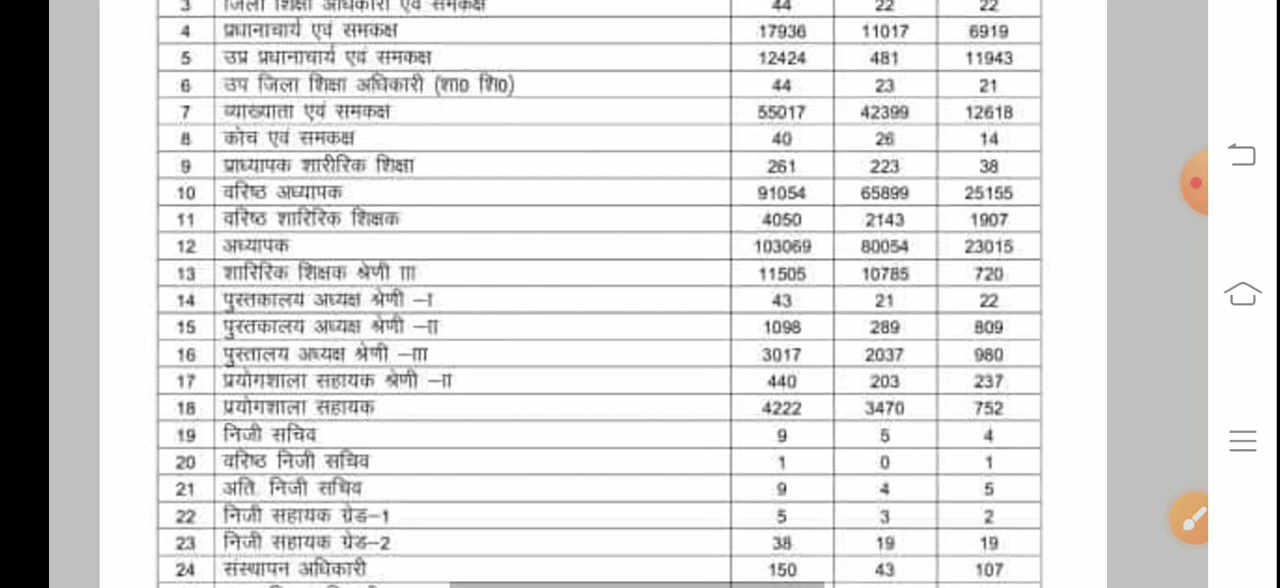 3 जिला शिक्षा अधिकारी एवं समकक्ष 44 22 22
4 प्रधानाचार्य एवं समकक्ष 17936 11017 6919
5 उप्र प्रधानाचार्य एवं समकक्ष 12424 481 11943
6 उप जिला शिक्षा अधिकारी (शा0 शि0) 44 23 21
7 व्याख्याता एवं समकक्ष 55017 42399 12618
8 कोच एवं समकक्ष 40 26 14
9 प्राध्यापक शारीरिक शिक्षा 261 223 38
10 वरिष्ठ अध्यापक 91054 65899 25155
11 वरिष्ठ शारिरिक शिक्षक 4050 2143 1907
12 अध्यापक 103069 80054 23015
13 शारिरिक शिक्षक श्रेणी III 11505 10785 720
14 पुस्तकालय अध्यक्ष श्रेणी –I 43 21 22
15 पुस्तकालय अध्यक्ष श्रेणी –II 1098 289 809
16 पुस्तालय अध्यक्ष श्रेणी –III 3017 2037 980
17 प्रयोगशाला सहायक श्रेणी –II 440 203 237
18 प्रयोगशाला सहायक 4222 3470 752
19 निजी सचिव 9 5 4
20 वरिष्ठ निजी सचिव 1 0 1
21 अति. निजी सचिव 9 4 5
22 निजी सहायक ग्रेड–1 5 3 2
23 निजी सहायक ग्रेड–2 38 19 19
24 संस्थापन अधिकारी 150 43 107